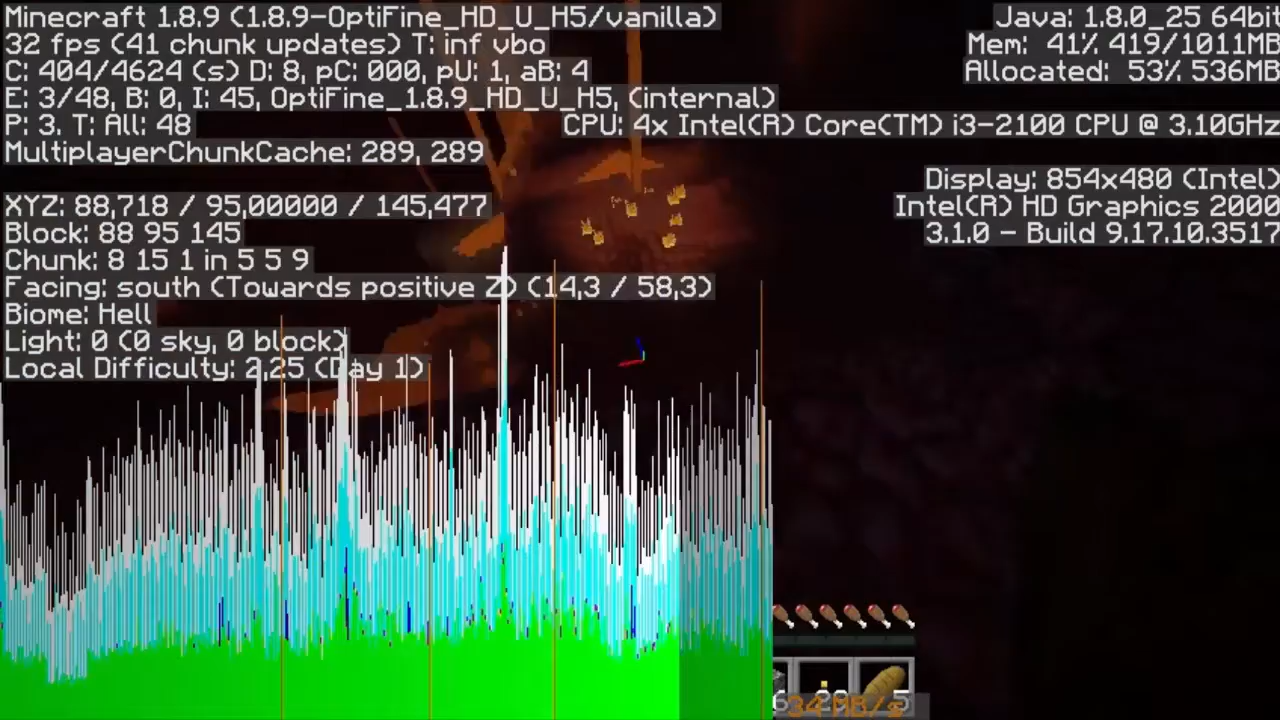 Minecraft 1.8.9 (1.8.9-OptiFine_HD_U_H5/vanilla)
32 fps (41 chunk updates) T: inf vbo
C: 404/4624 (s) D: 8, pC: 000, pU: 1, aB: 4
E: 3/48, B: 0, I: 45, OptiFine_1.8.9_HD_U_H5, (internal)
P: 3. T: All: 48
MultiplayerChunkCache: 289, 289
XYZ: 88,718 / 95,00000 / 145,477
Block: 88 95 145
Chunk: 8 15 1 in 5 5 9
Facing: south (Towards positive Z) (14,3 / 58,3)
Biome: Hell
Light: 0 (0 sky, 0 block)
Local Difficulty: 2,25 (Day 1)
Java: 1.8.0_25 64bit
Mem: 41% 419/1011MB
Allocated: 53% 536MB
CPU: 4x Intel(R) Core(TM) i3-2100 CPU @ 3.10GHz
Display: 854x480 (Intel)
Intel(R) HD Graphics 2000
3.1.0 - Build 9.17.10.3517
6 5
34 MB/s